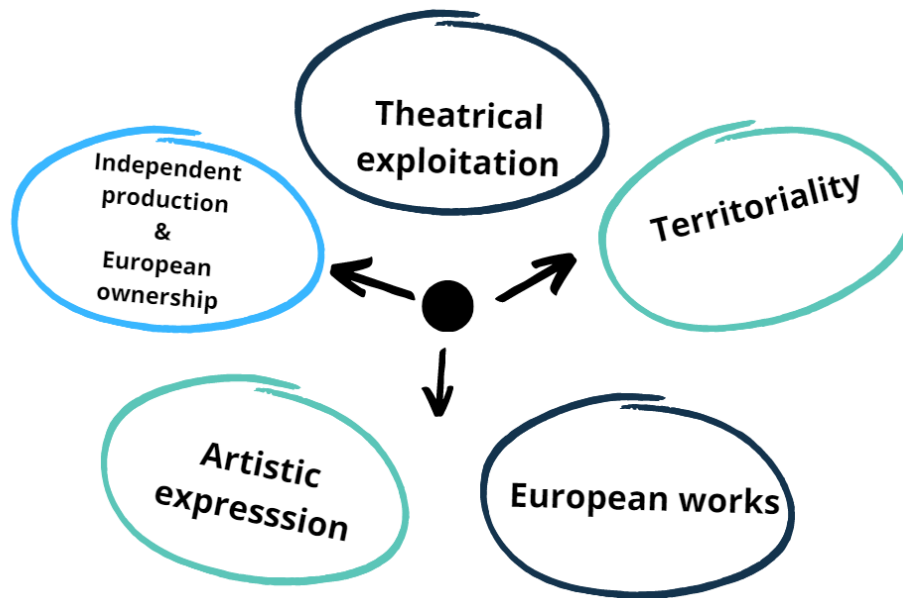 Theatrical
exploitation
Independent
production
&
European
ownership
Territoriality
Artistic
expresssion
European works